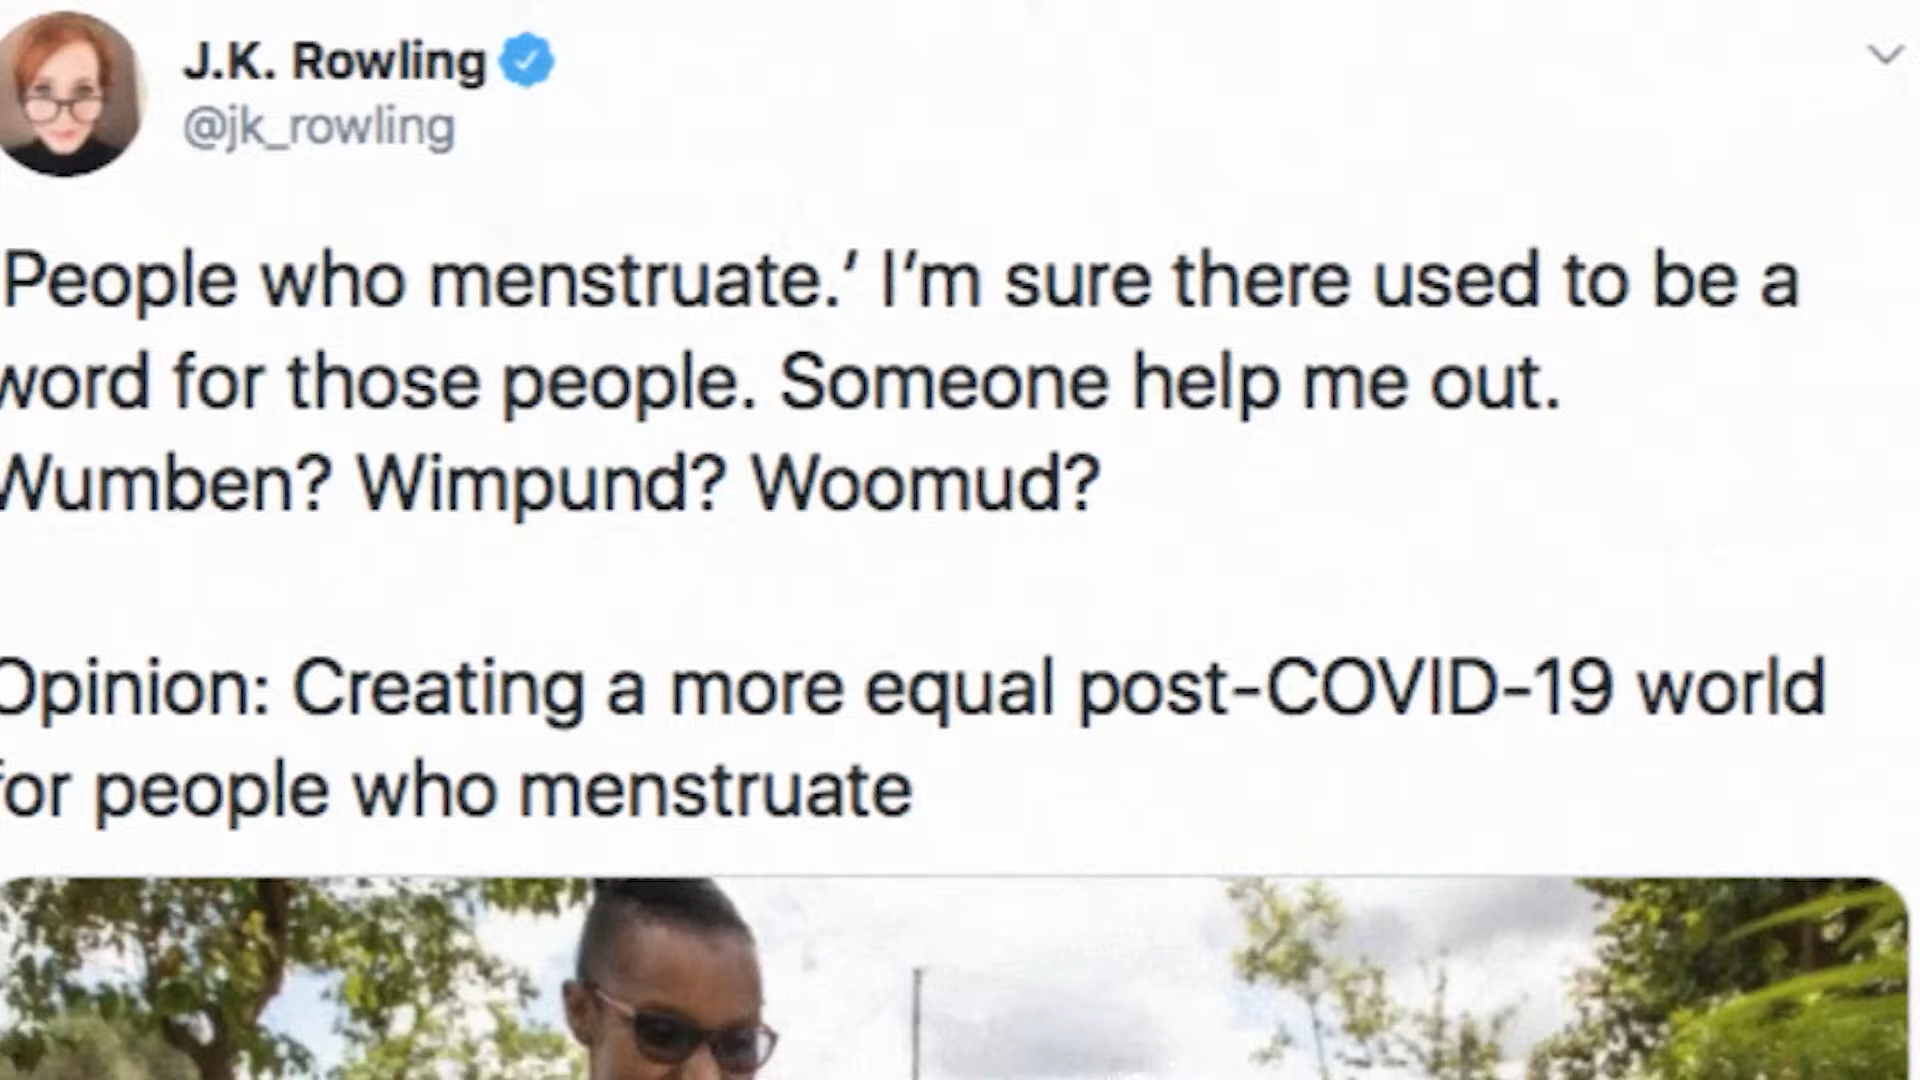 J.K. Rowling
@jk_rowling
People who menstruate.’ I’m sure there used to be a
word for those people. Someone help me out.
Wumben? Wimpund? Woomud?
Opinion: Creating a more equal post-COVID-19 world
for people who menstruate